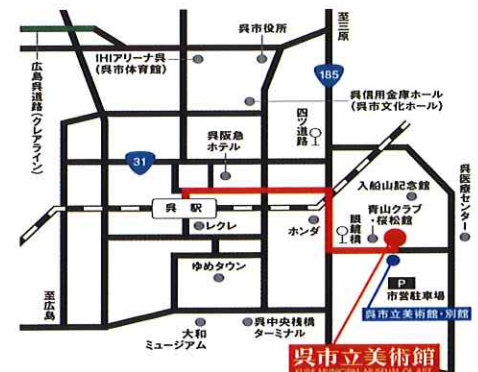 呉市役所
至三原
IHIアリーナ呉
(呉市体育館)
185
広島呉道路(クレアライン)
呉信用金庫ホール
(呉市文化ホール)
四ツ道路
呉阪急
ホテル
31
入船山記念館
呉医療センター
青山クラブ
・桜松館
呉駅
レクレ
ホンダ
眼鏡橋
ゆめタウン
P
市営駐車場
至広島
呉市立美術館・別館
大和
ミュージアム
呉中央桟橋
ターミナル
呉市立美術館
KURE MUNICIPAL MUSEUM OF ART